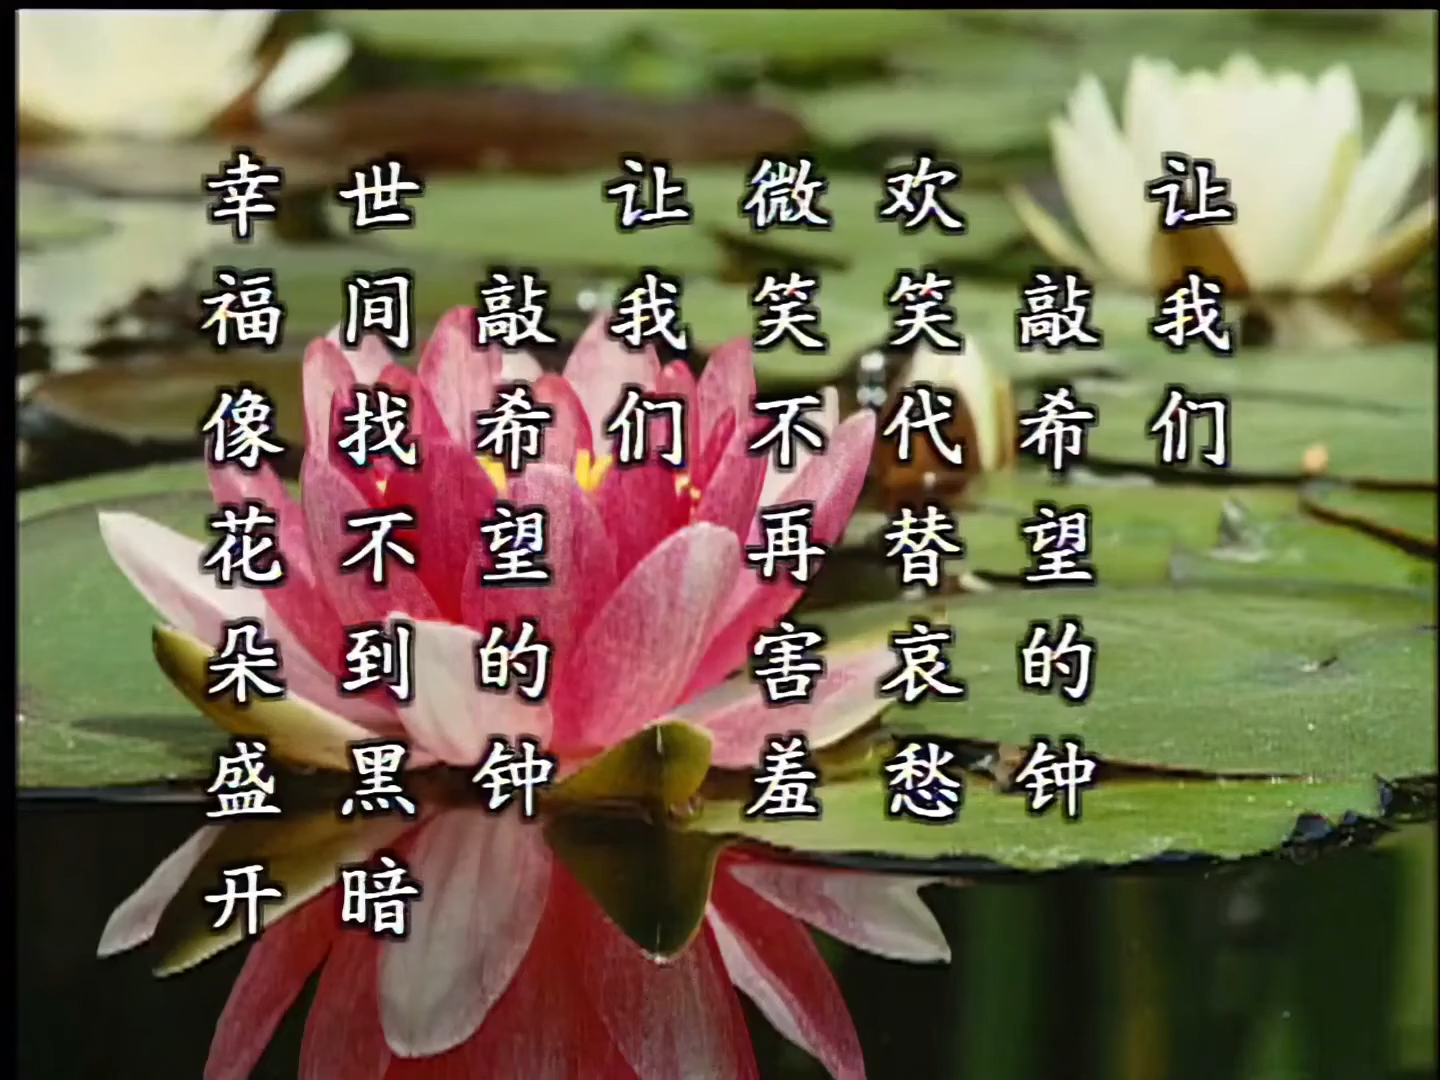 让我们
敲希望的钟
欢笑代替哀愁
微笑不再害羞
让我们
敲希望的钟
世间找不到黑暗
幸福像花朵盛开